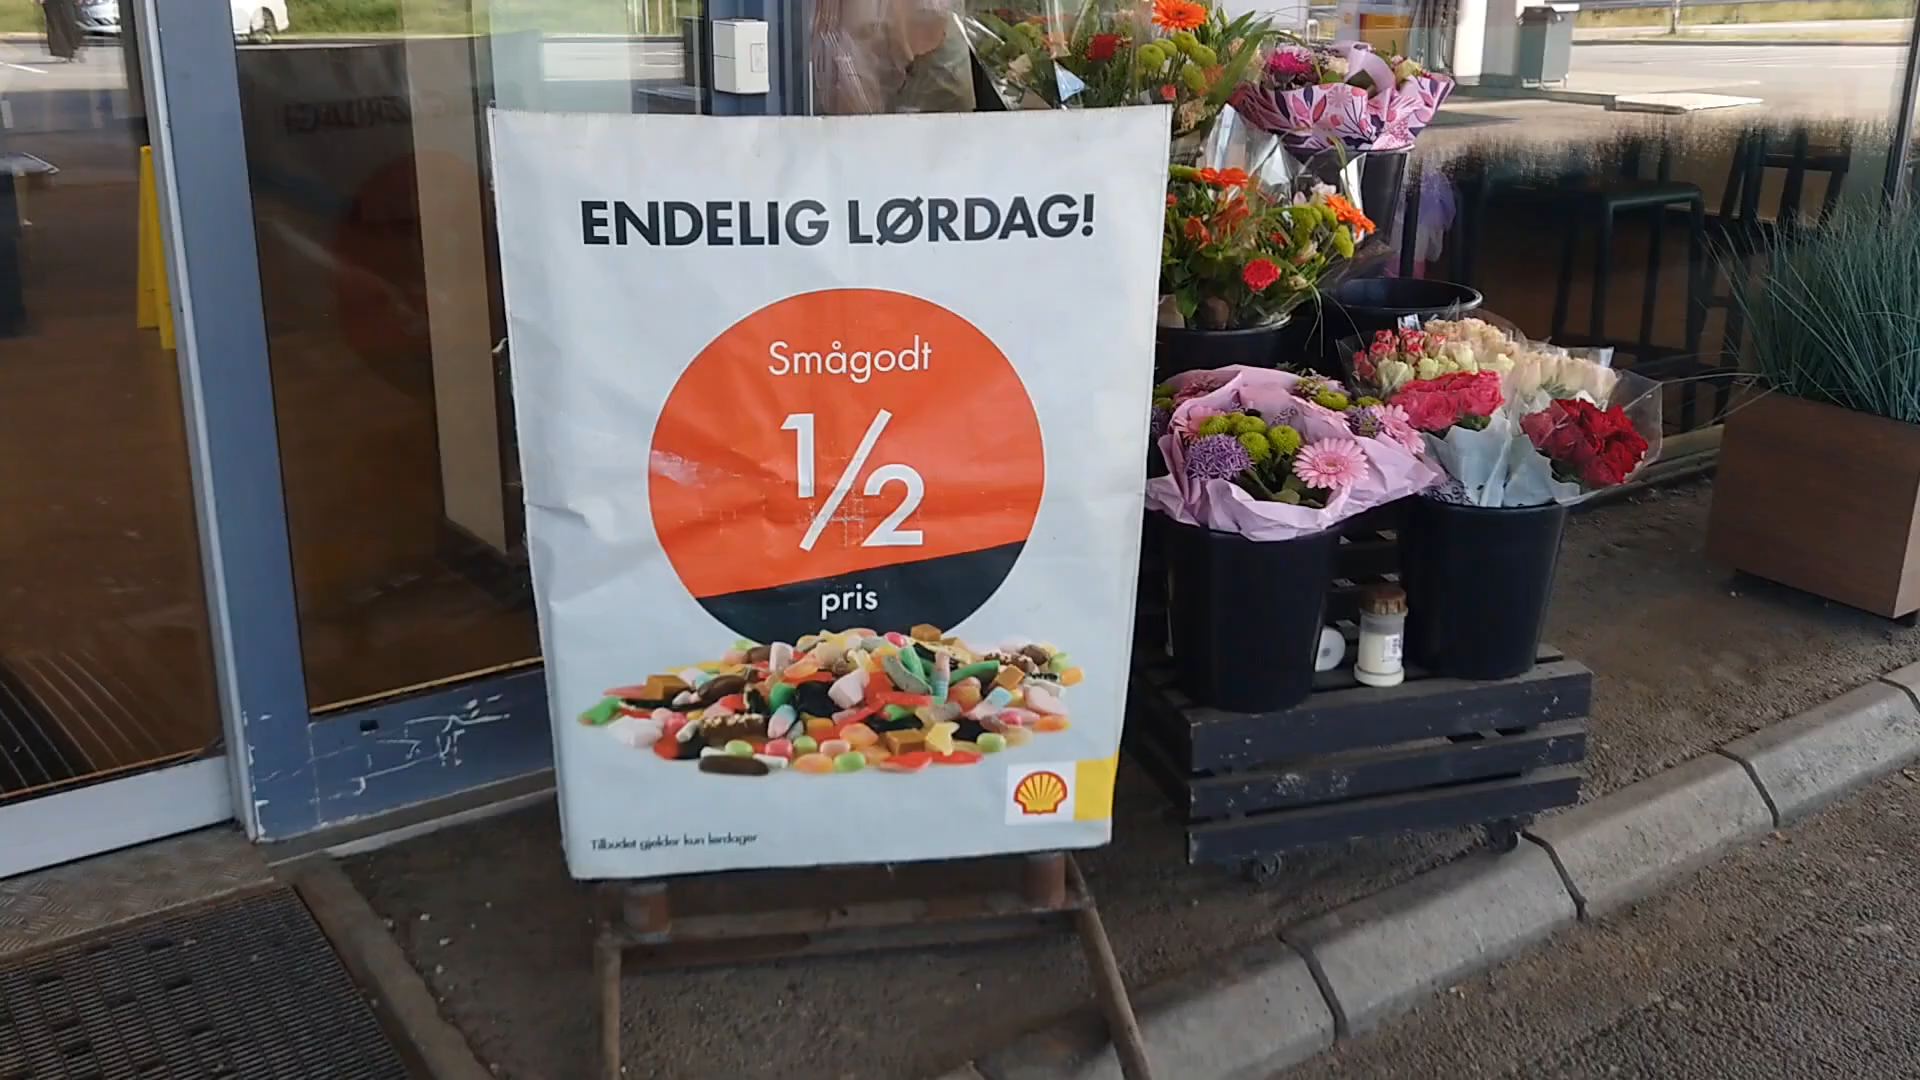 ENDELIG LØRDAG!
Smågodt
1/2
pris
Tilbudet gjelder kun lørdager